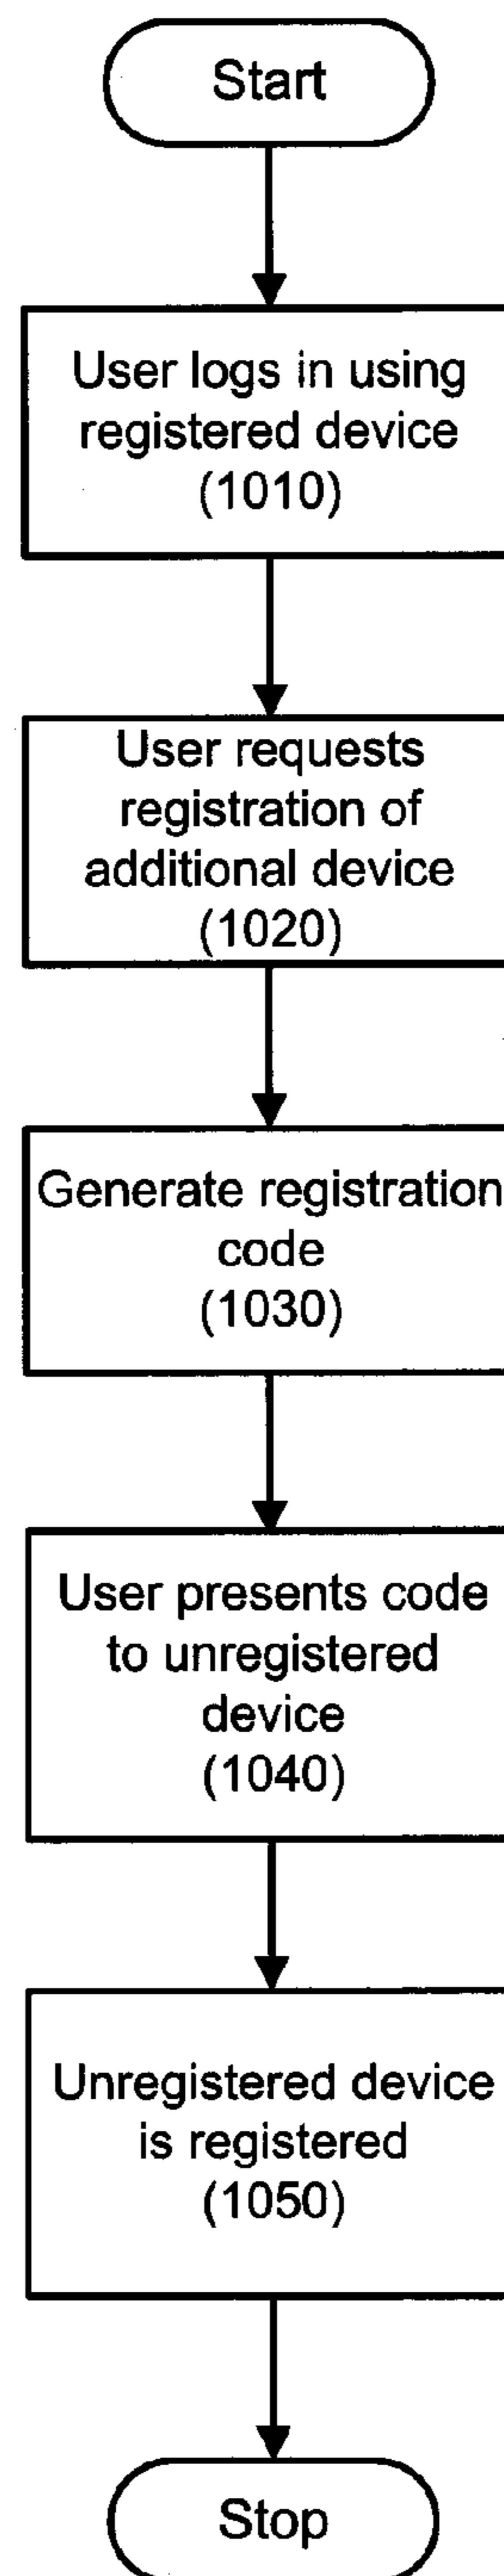 Start
User logs in using
registered device
(1010)
User requests
registration of
additional device
(1020)
Generate registration
code
(1030)
User presents code
to unregistered
device
(1040)
Unregistered device
is registered
(1050)
Stop